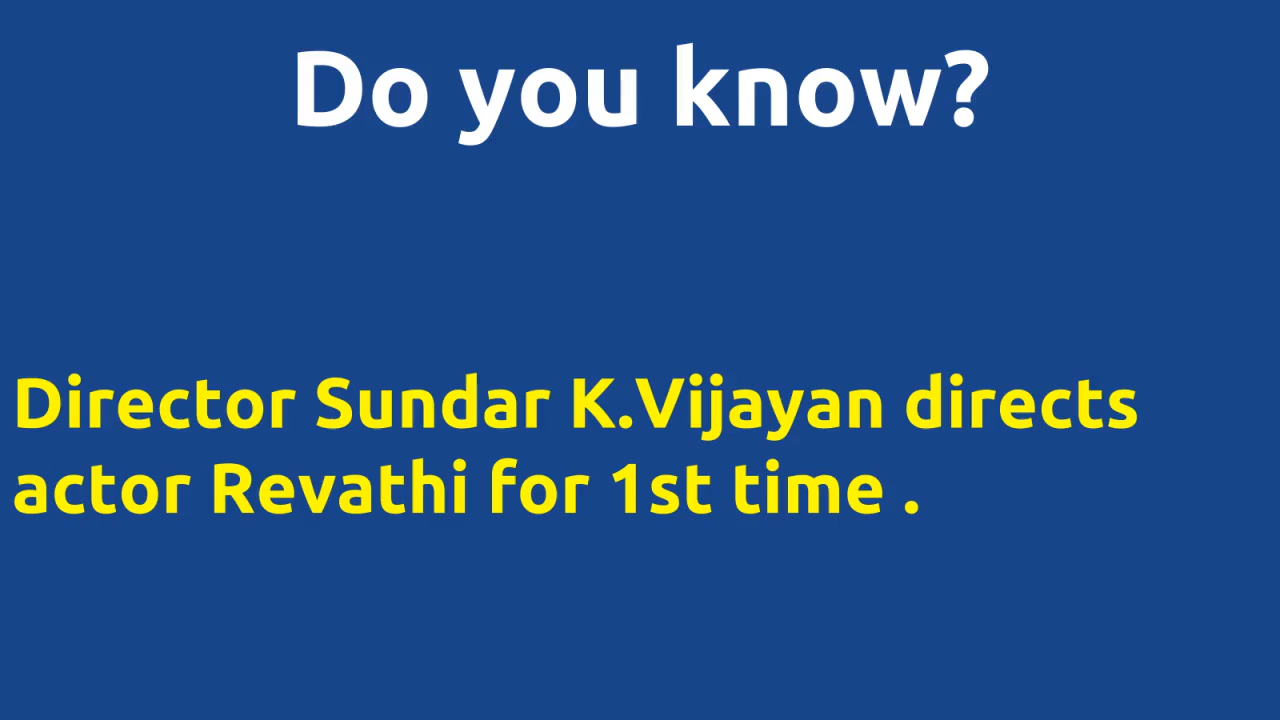 Do you know?
Director Sundar K.Vijayan directs
actor Revathi for 1st time .